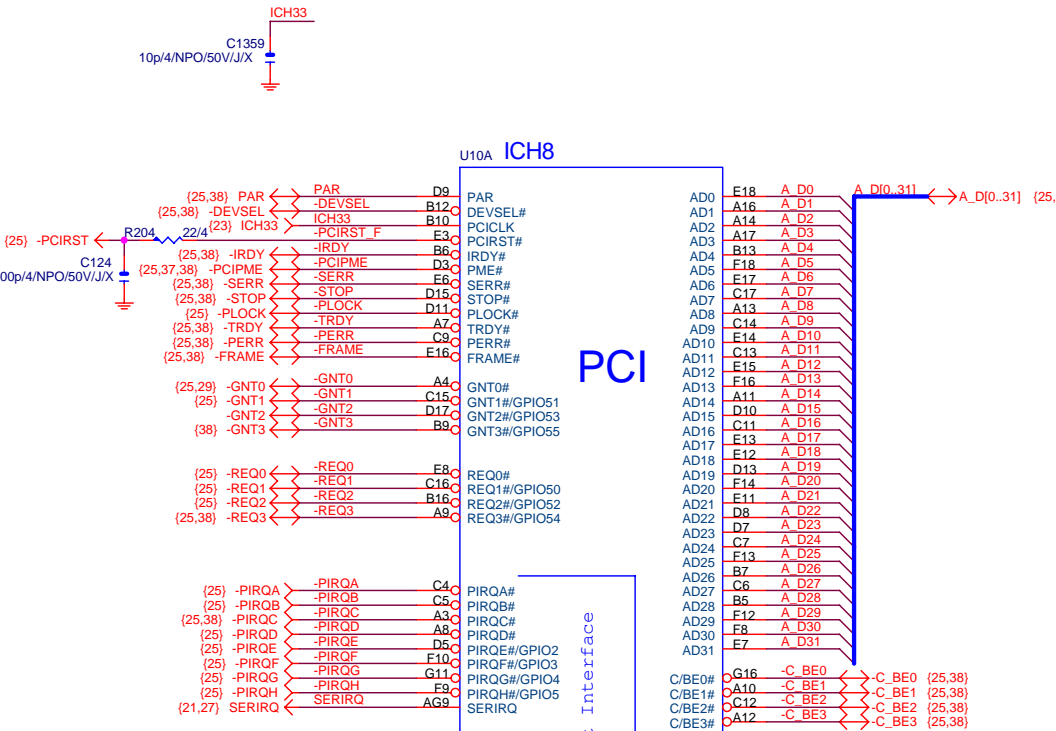 ICH33
C1359
10p/4/NPO/50V/J/X
U10A ICH8
{25,38} PAR PAR D9 PAR AD0 E18 A_D0 A_D[0..31] A_D[0..31] {25,
{25,38} -DEVSEL -DEVSEL B12 DEVSEL# AD1 A16 A_D1
{23} ICH33 ICH33 B10 PCICLK AD2 A14 A_D2
{25} -PCIRST R204 22/4 -PCIRST_F E3 PCIRST# AD3 A17 A_D3
{25,38} -IRDY -IRDY B6 IRDY# AD4 B13 A_D4
C124
{25,37,38} -PCIPME -PCIPME D3 PME# AD5 F18 A_D5
00p/4/NPO/50V/J/X
{25,38} -SERR -SERR E6 SERR# AD6 E17 A_D6
{25,38} -STOP -STOP D15 STOP# AD7 C17 A_D7
{25} -PLOCK -PLOCK D11 PLOCK# AD8 A13 A_D8
{25,38} -TRDY -TRDY A7 TRDY# AD9 C14 A_D9
{25,38} -PERR -PERR C9 PERR# AD10 E14 A_D10
{25,38} -FRAME -FRAME E16 FRAME# AD11 C13 A_D11
PCI
AD12 E15 A_D12
{25,29} -GNT0 -GNT0 A4 GNT0# AD13 F16 A_D13
{25} -GNT1 -GNT1 C15 GNT1#/GPIO51 AD14 A11 A_D14
-GNT2 -GNT2 D17 GNT2#/GPIO53 AD15 D10 A_D15
{38} -GNT3 -GNT3 B9 GNT3#/GPIO55 AD16 C11 A_D16
AD17 E13 A_D17
AD18 E12 A_D18
{25} -REQ0 -REQ0 E8 REQ0# AD19 D13 A_D19
{25} -REQ1 -REQ1 C16 REQ1#/GPIO50 AD20 F14 A_D20
{25} -REQ2 -REQ2 B16 REQ2#/GPIO52 AD21 E11 A_D21
{25,38} -REQ3 -REQ3 A9 REQ3#/GPIO54 AD22 D8 A_D22
AD23 D7 A_D23
AD24 C7 A_D24
AD25 F13 A_D25
AD26 B7 A_D26
{25} -PIRQA -PIRQA C4 PIRQA# AD27 C6 A_D27
{25} -PIRQB -PIRQB C5 PIRQB# AD28 B5 A_D28
{25,38} -PIRQC -PIRQC A3 PIRQC# AD29 F12 A_D29
{25} -PIRQD -PIRQD A8 PIRQD# AD30 F8 A_D30
{25} -PIRQE -PIRQE D5 PIRQE#/GPIO2 AD31 E7 A_D31
{25} -PIRQF -PIRQF F10 PIRQF#/GPIO3
{25} -PIRQG -PIRQG G11 PIRQG#/GPIO4 C/BE0# G16 -C_BE0 -C_BE0 {25,38}
{25} -PIRQH -PIRQH F9 PIRQH#/GPIO5 C/BE1# A10 -C_BE1 -C_BE1 {25,38}
{21,27} SERIRQ SERIRQ AG9 SERIRQ C/BE2# C12 -C_BE2 -C_BE2 {25,38}
C/BE3# A12 -C_BE3 -C_BE3 {25,38}
Interface